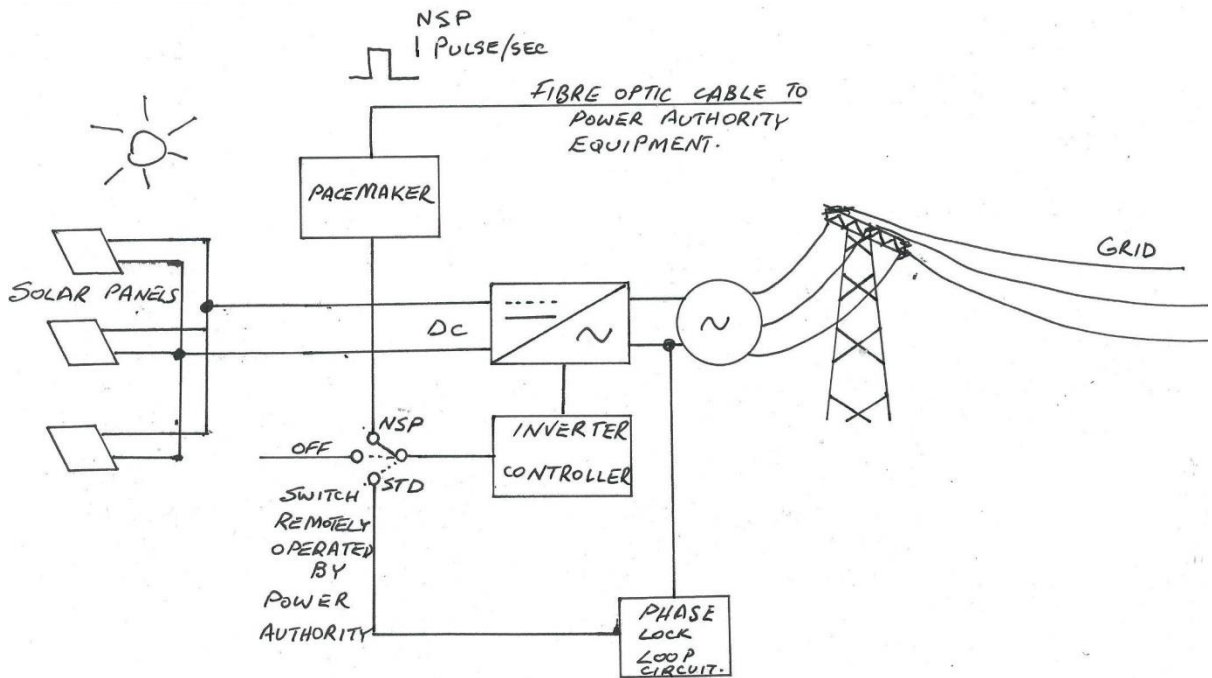 NSP
1 PULSE/SEC
FIBRE OPTIC CABLE TO
POWER AUTHORITY
EQUIPMENT.
PACEMAKER
SOLAR PANELS
GRID
DC
NSP
OFF
STD
INVERTER
CONTROLLER
SWITCH
REMOTELY
OPERATED
BY
POWER
AUTHORITY
PHASE
LOCK
LOOP
CIRCUIT.